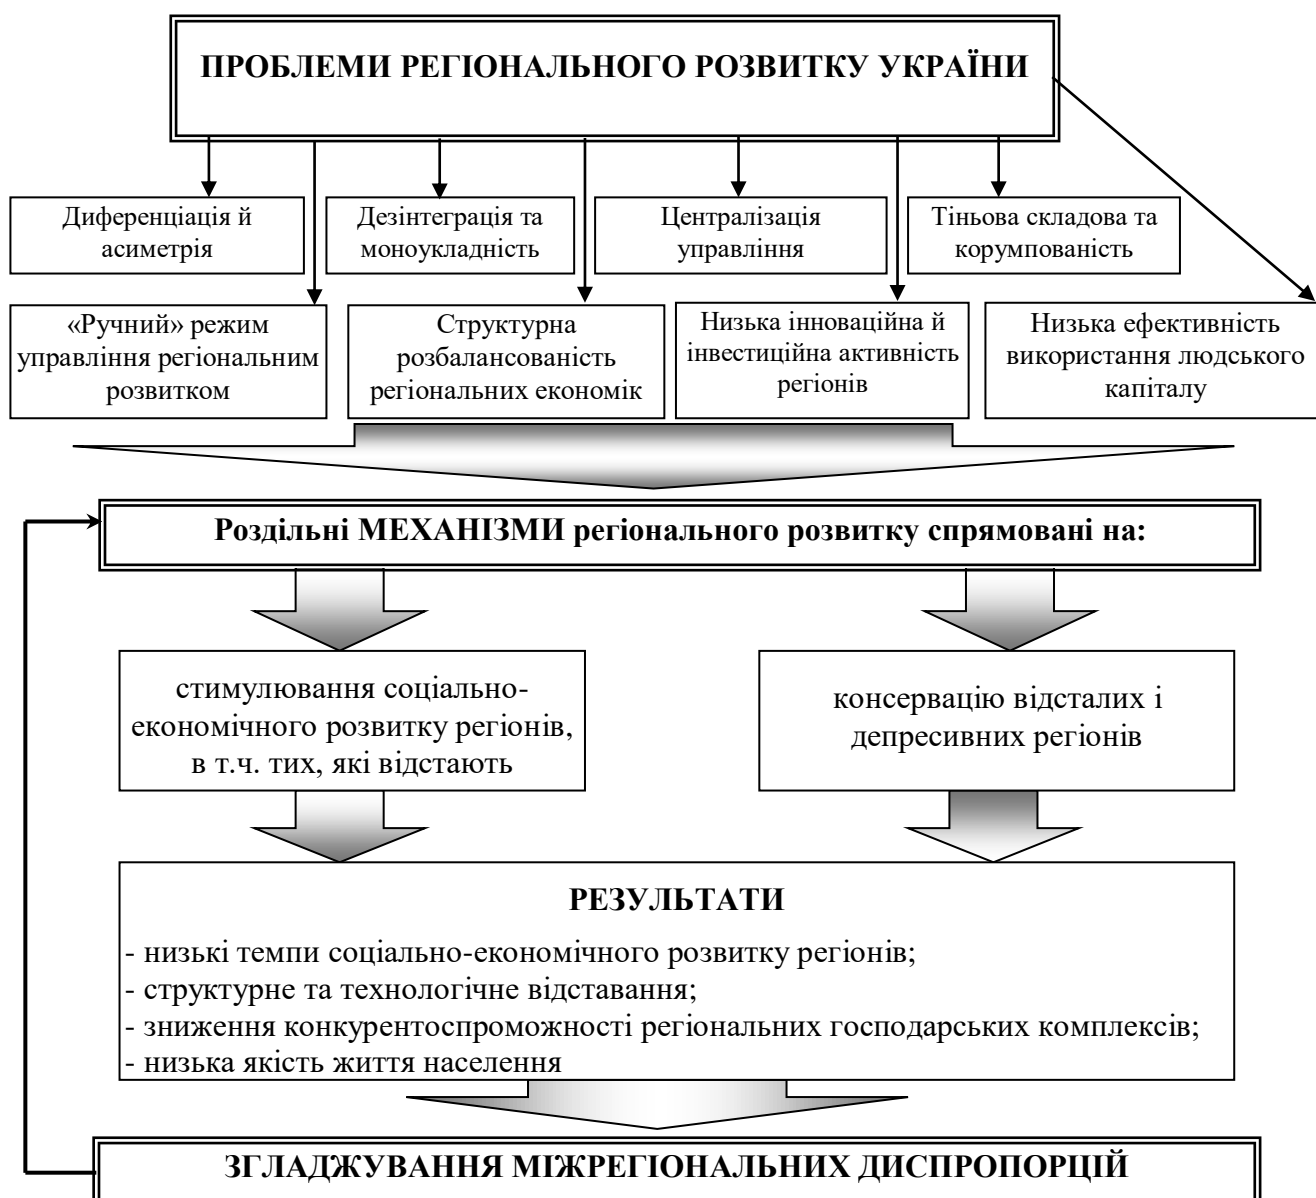 ПРОБЛЕМИ РЕГІОНАЛЬНОГО РОЗВИТКУ УКРАЇНИ
Диференціація й
асиметрія
Дезінтеграція та
моноукладність
Централізація
управління
Тіньова складова та
корумпованість
«Ручний» режим
управління регіональним
розвитком
Структурна
розбалансованість
регіональних економік
Низька інноваційна й
інвестиційна активність
регіонів
Низька ефективність
використання людського
капіталу
Роздільні МЕХАНІЗМИ регіонального розвитку спрямовані на:
стимулювання соціально-
економічного розвитку регіонів,
в т.ч. тих, які відстають
консервацію відсталих і
депресивних регіонів
РЕЗУЛЬТАТИ
- низькі темпи соціально-економічного розвитку регіонів;
- структурне та технологічне відставання;
- зниження конкурентоспроможності регіональних господарських комплексів;
- низька якість життя населення
ЗГЛАДЖУВАННЯ МІЖРЕГІОНАЛЬНИХ ДИСПРОПОРЦІЙ